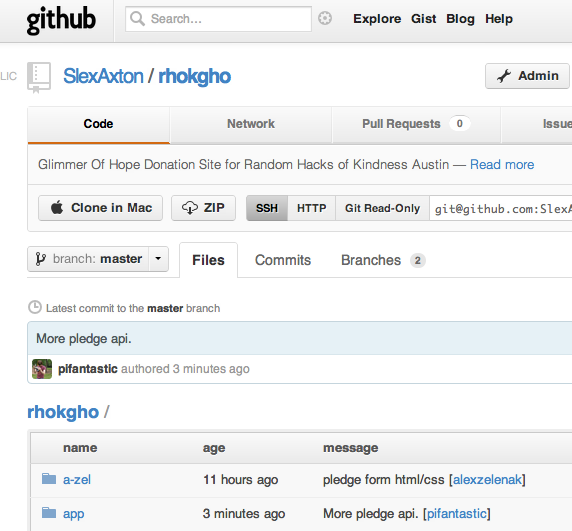 github Search... Explore Gist Blog Help
LIC SlexAxton / rhokgho Admin
Code Network Pull Requests 0 Issue
Glimmer Of Hope Donation Site for Random Hacks of Kindness Austin — Read more
Clone in Mac ZIP SSH HTTP Git Read-Only git@github.com:SlexA
branch: master Files Commits Branches 2
Latest commit to the master branch
More pledge api.
pifantastic authored 3 minutes ago
rhokgho /
name age message
a-zel 11 hours ago pledge form html/css [alexzelenak]
app 3 minutes ago More pledge api. [pifantastic]